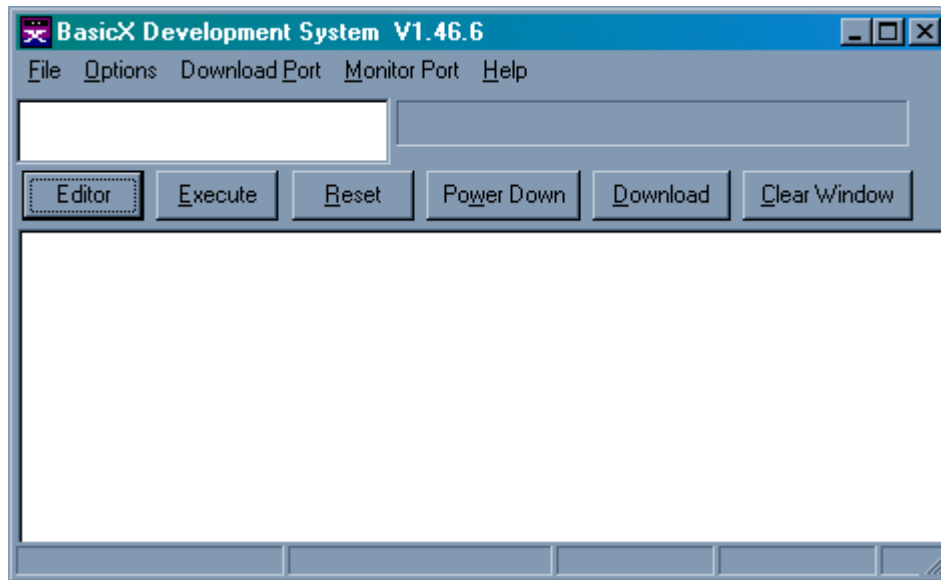 BasicX Development System V1.46.6
File Options Download Port Monitor Port Help
Editor Execute Reset Power Down Download Clear Window